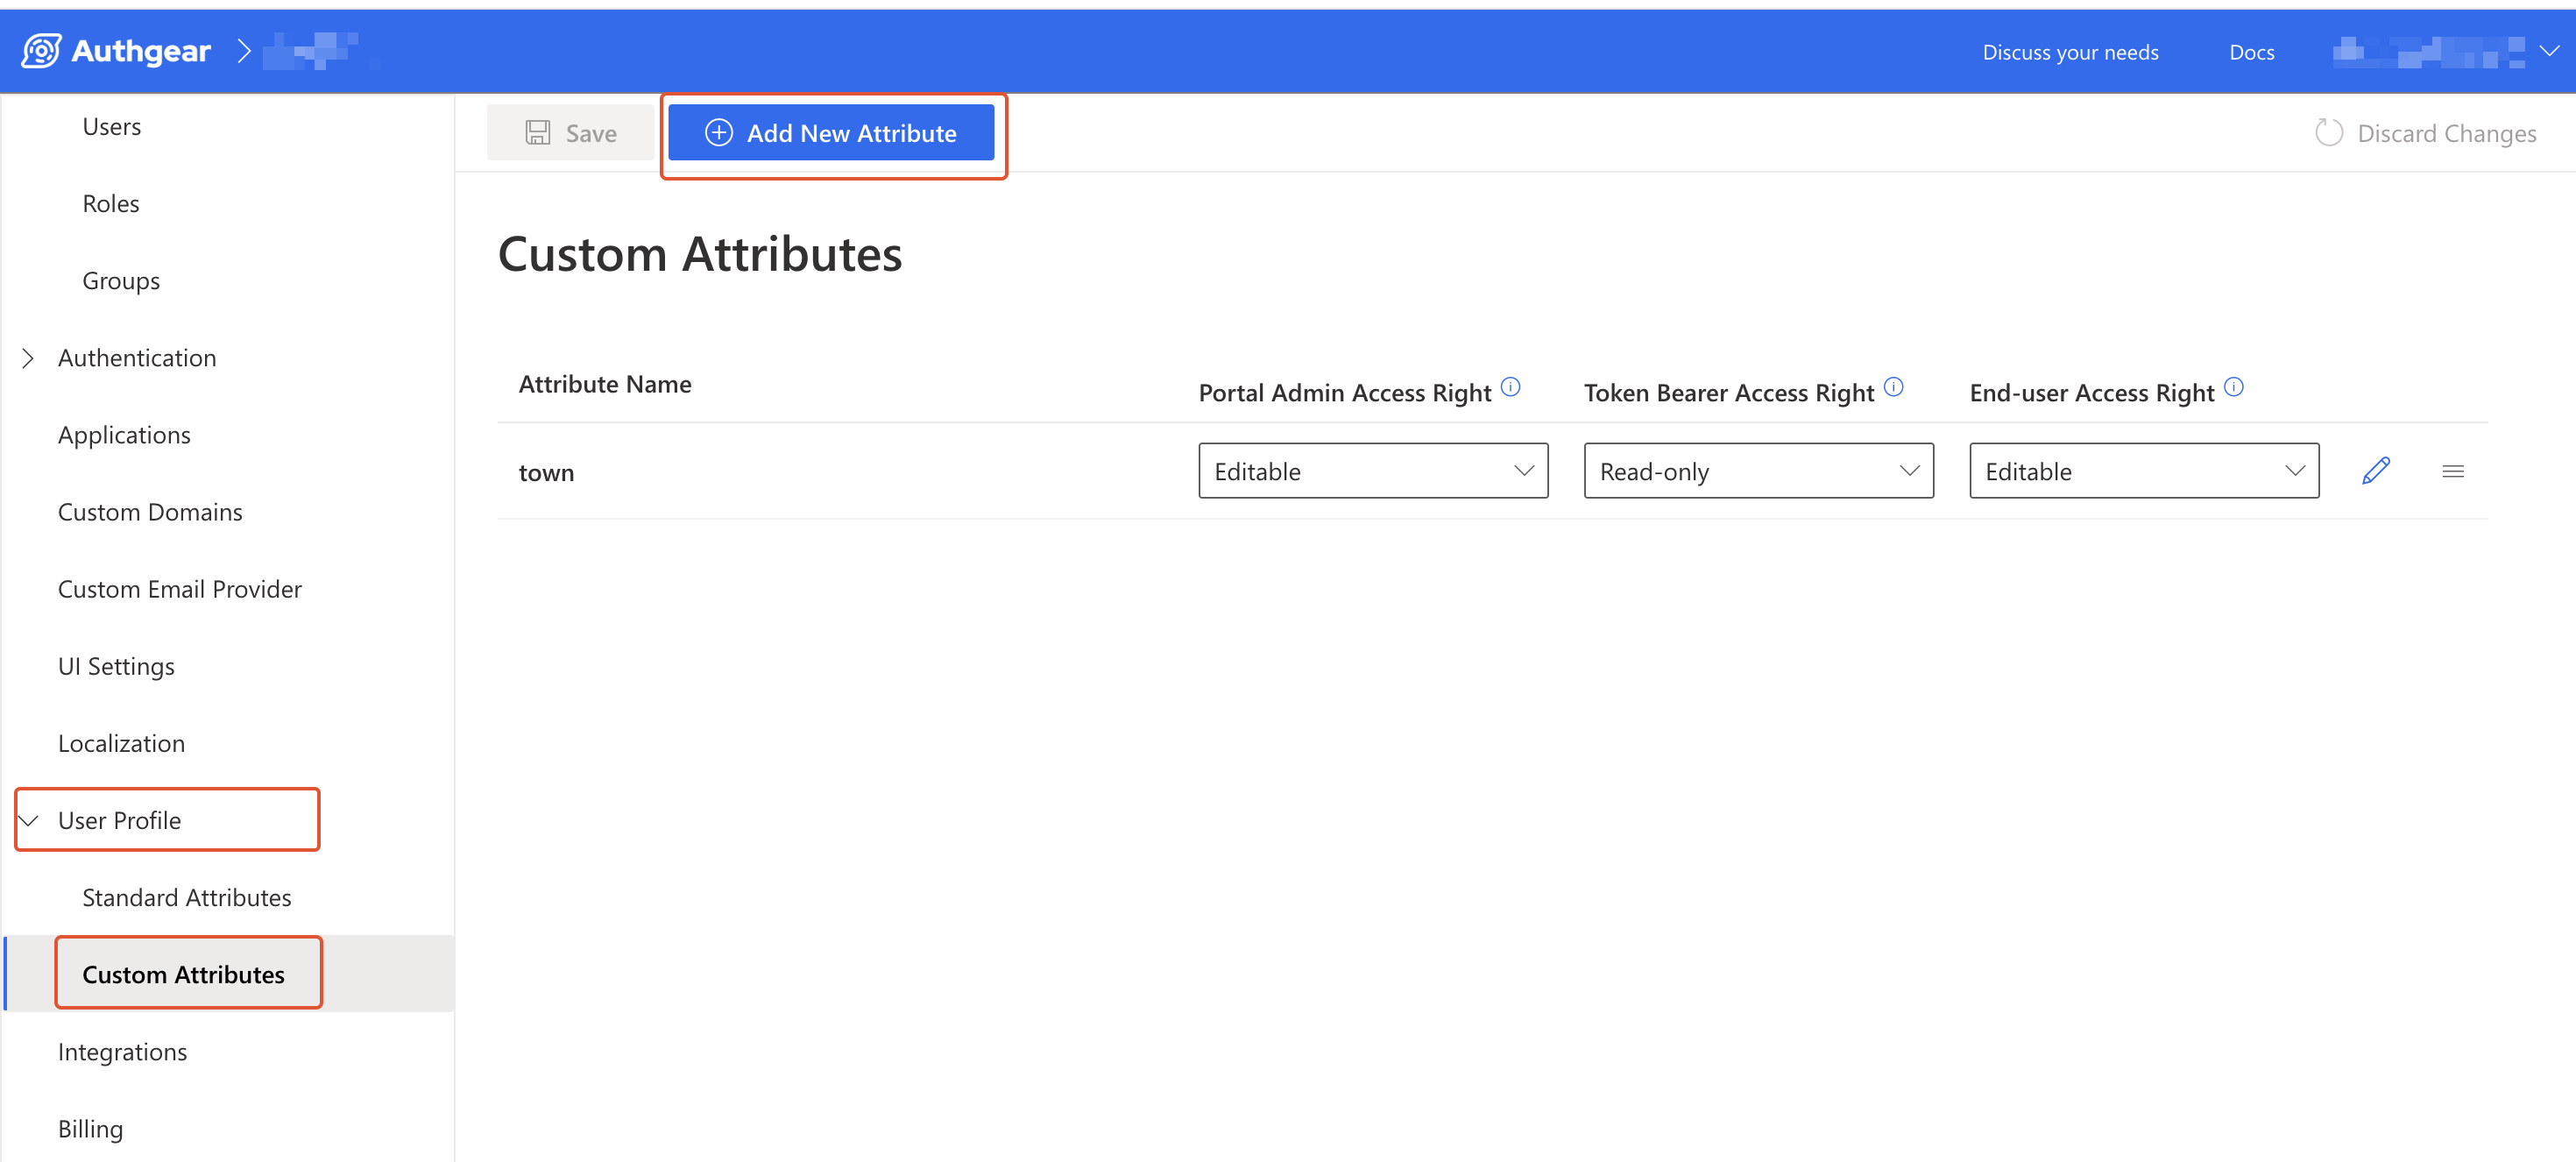 Authgear
Discuss your needs
Docs
Users
Roles
Groups
Authentication
Applications
Custom Domains
Custom Email Provider
UI Settings
Localization
User Profile
Standard Attributes
Custom Attributes
Integrations
Billing
Save
Add New Attribute
Discard Changes
Custom Attributes
Attribute Name
Portal Admin Access Right
Token Bearer Access Right
End-user Access Right
town
Editable
Read-only
Editable